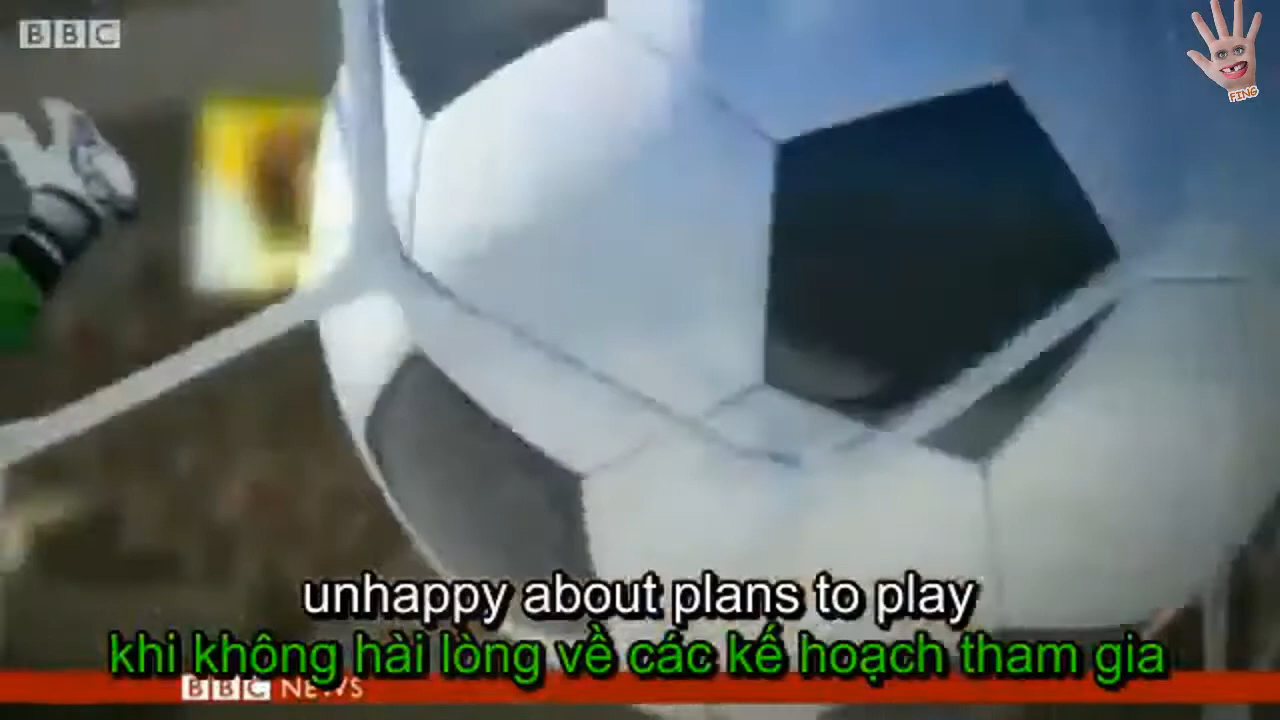 BBC
FING
unhappy about plans to play
khi không hài lòng về các kế hoạch tham gia
BBC NEWS